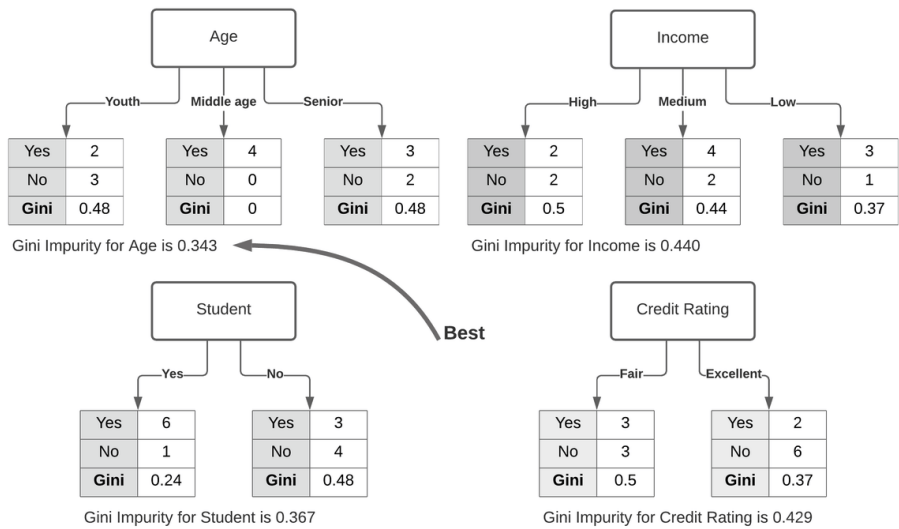 Age
Income
Youth
Middle age
Senior
High
Medium
Low
Yes 2
No 3
Gini 0.48
Yes 4
No 0
Gini 0
Yes 3
No 2
Gini 0.48
Yes 2
No 2
Gini 0.5
Yes 4
No 2
Gini 0.44
Yes 3
No 1
Gini 0.37
Gini Impurity for Age is 0.343
Gini Impurity for Income is 0.440
Best
Student
Credit Rating
Yes
No
Fair
Excellent
Yes 6
No 1
Gini 0.24
Yes 3
No 4
Gini 0.48
Yes 3
No 3
Gini 0.5
Yes 2
No 6
Gini 0.37
Gini Impurity for Student is 0.367
Gini Impurity for Credit Rating is 0.429